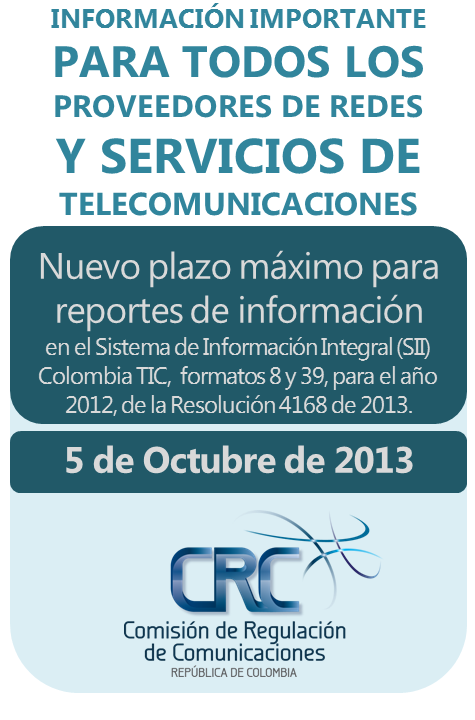 INFORMACIÓN IMPORTANTE
PARA TODOS LOS
PROVEEDORES DE REDES
Y SERVICIOS DE
TELECOMUNICACIONES
Nuevo plazo máximo para
reportes de información
en el Sistema de Información Integral (SII)
Colombia TIC, formatos 8 y 39, para el año
2012, de la Resolución 4168 de 2013.
5 de Octubre de 2013
CRC
Comisión de Regulación
de Comunicaciones
REPÚBLICA DE COLOMBIA